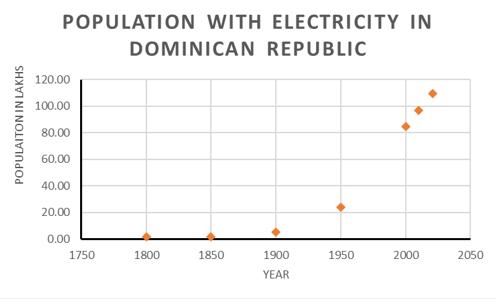 POPULATION WITH ELECTRICITY IN
DOMINICAN REPUBLIC
POPULAITON IN LAKHS
120.00
100.00
80.00
60.00
40.00
20.00
0.00
1750 1800 1850 1900 1950 2000 2050
YEAR